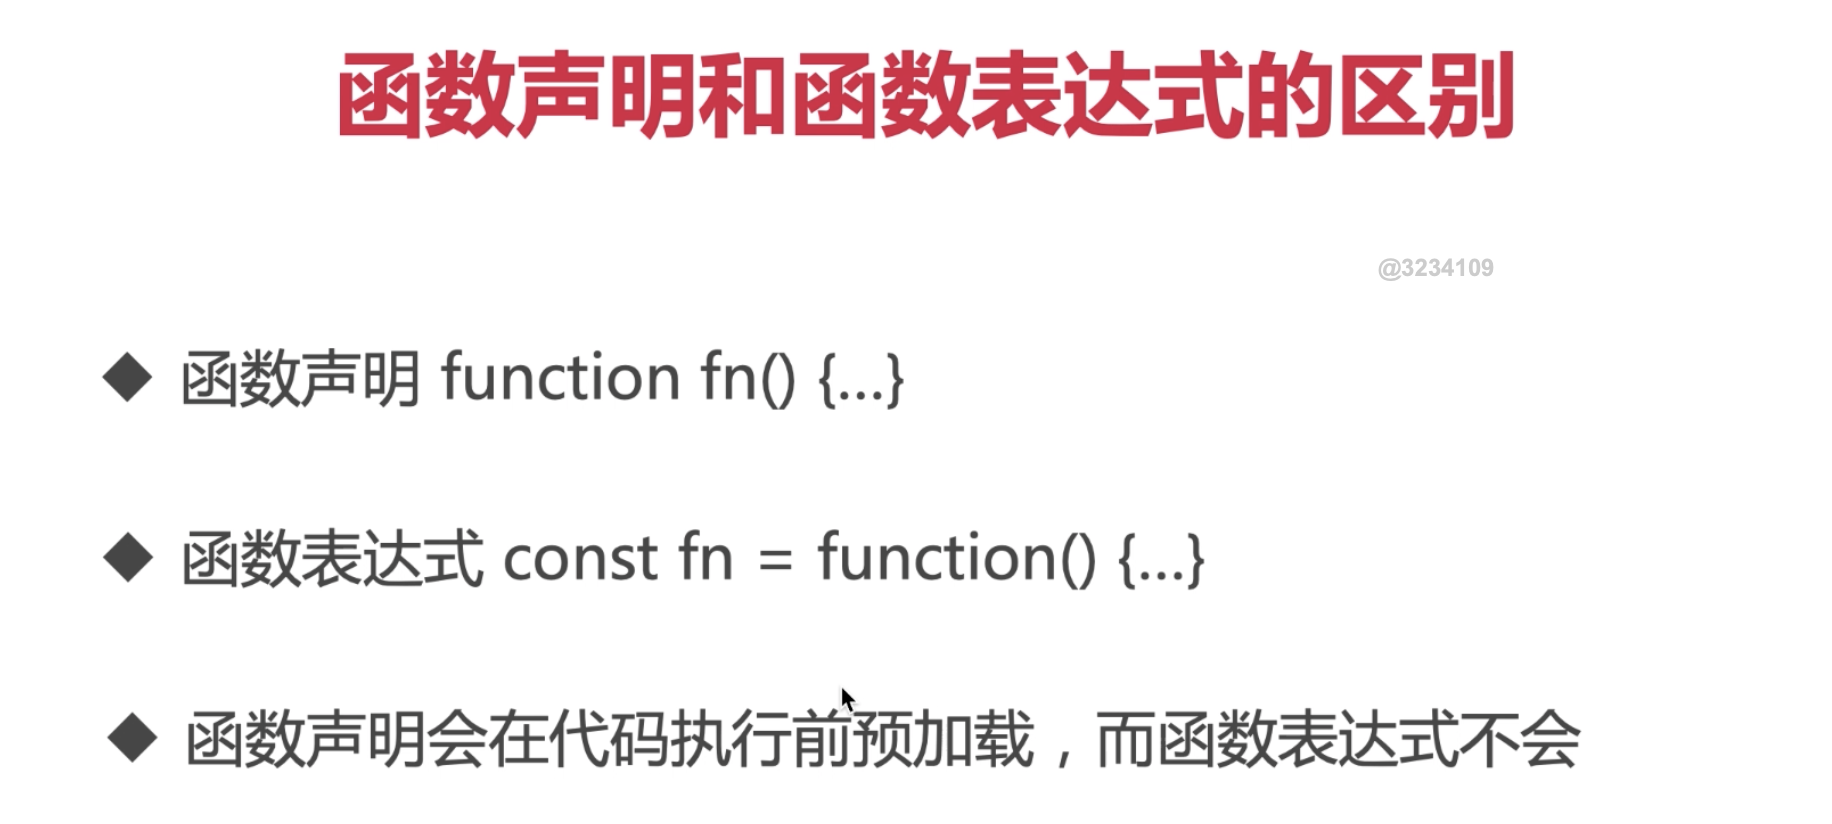 函数声明和函数表达式的区别
@3234109
◆ 函数声明 function fn() {...}
◆ 函数表达式 const fn = function() {...}
◆ 函数声明会在代码执行前预加载，而函数表达式不会